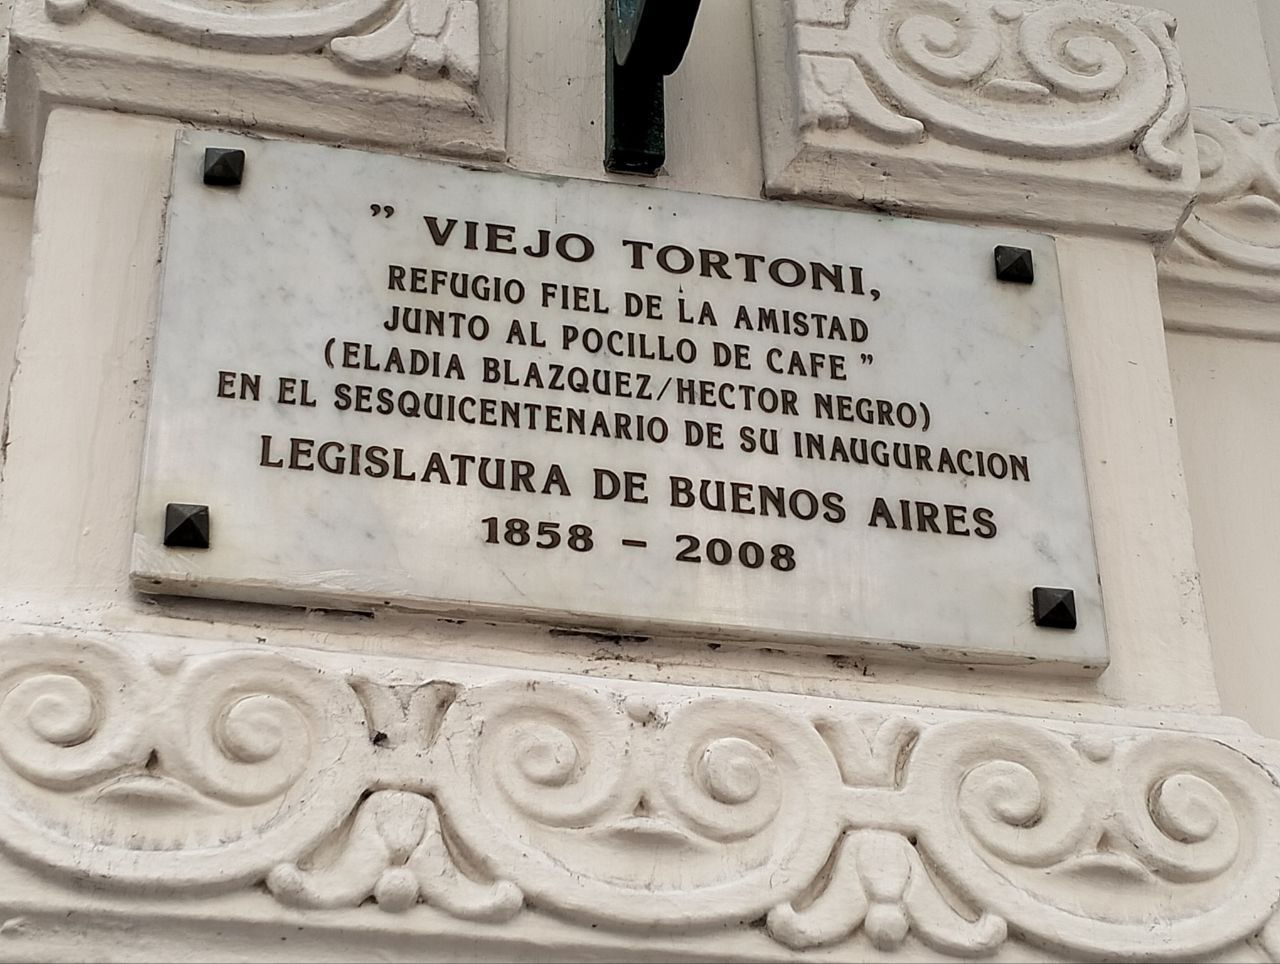 ” VIEJO TORTONI,
REFUGIO FIEL DE LA AMISTAD
JUNTO AL POCILLO DE CAFE ”
(ELADIA BLAZQUEZ/HECTOR NEGRO)
EN EL SESQUICENTENARIO DE SU INAUGURACION
LEGISLATURA DE BUENOS AIRES
1858 - 2008